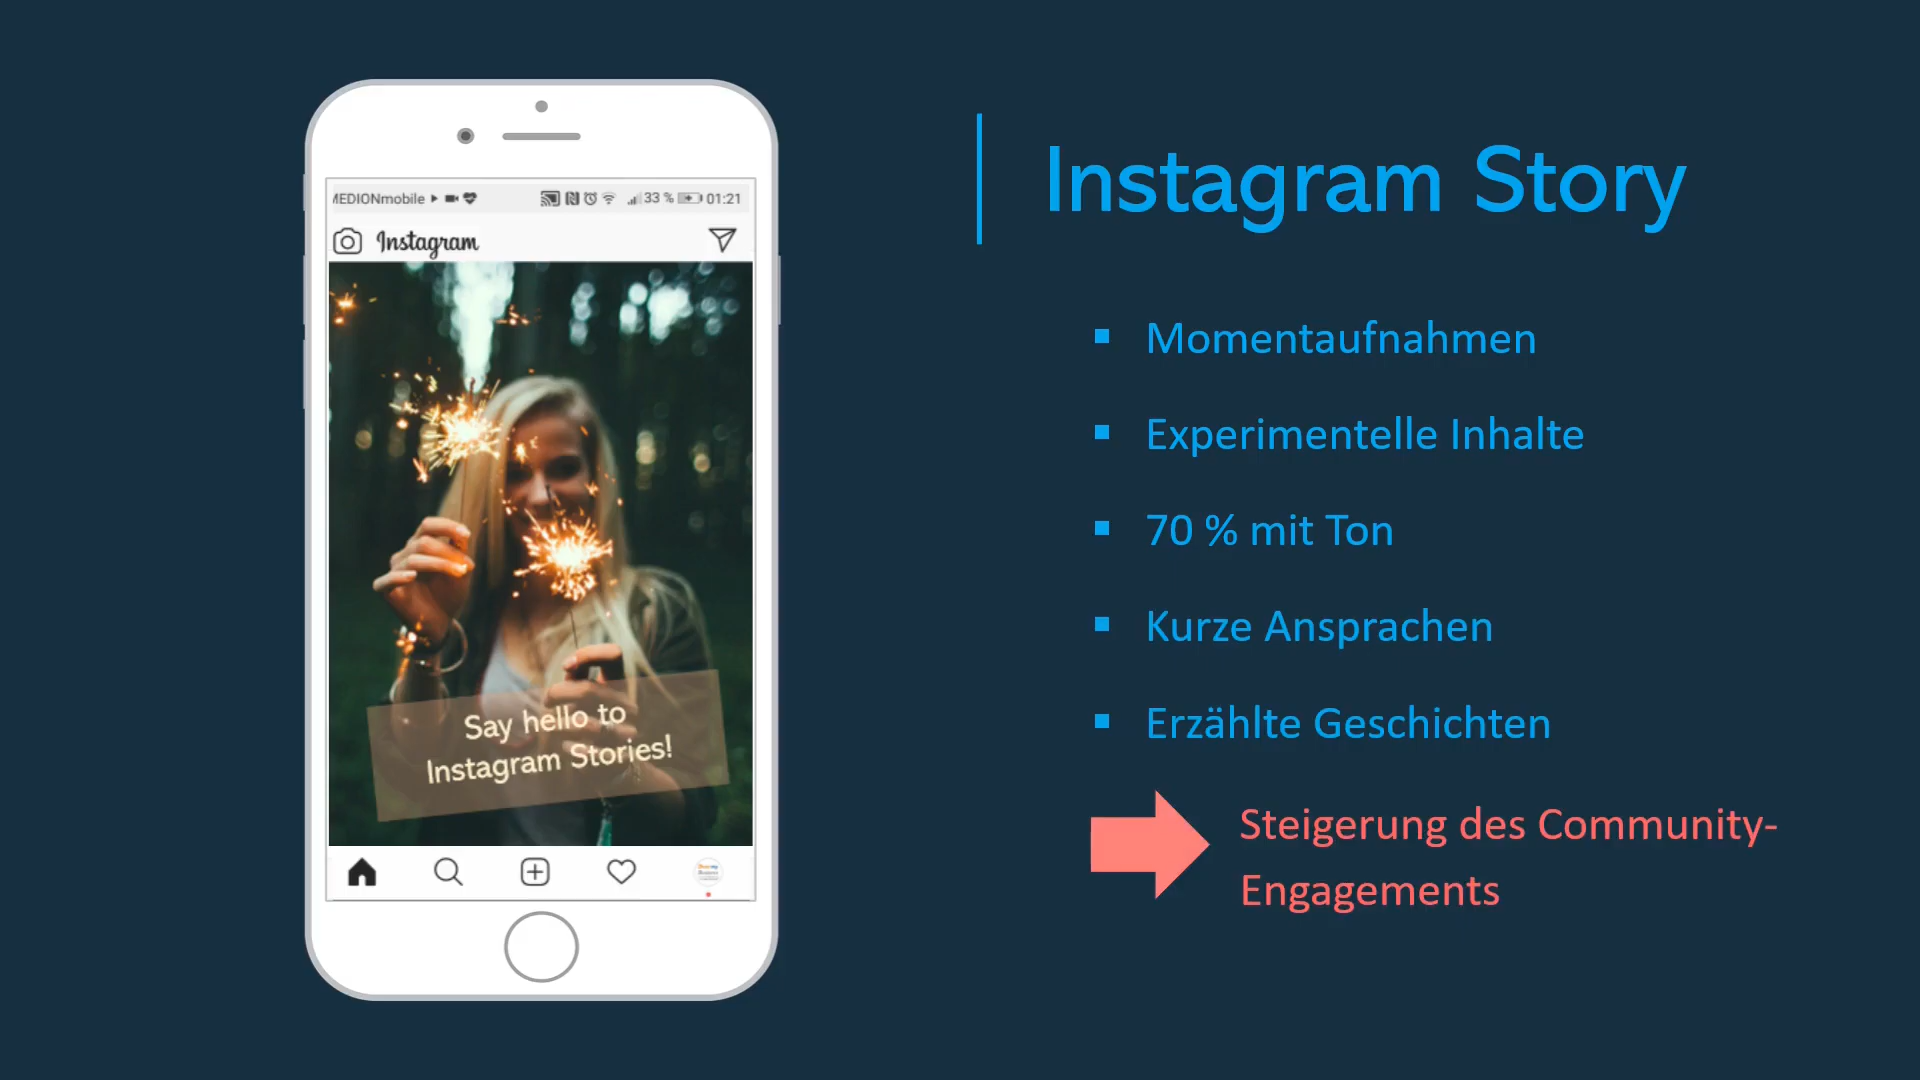 MEDIONmobile 33 % 01:21
Instagram
Say hello to
Instagram Stories!
Instagram Story
Momentaufnahmen
Experimentelle Inhalte
70 % mit Ton
Kurze Ansprachen
Erzählte Geschichten
Steigerung des Community-
Engagements